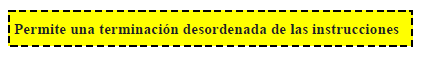 Permite una terminación desordenada de las instrucciones